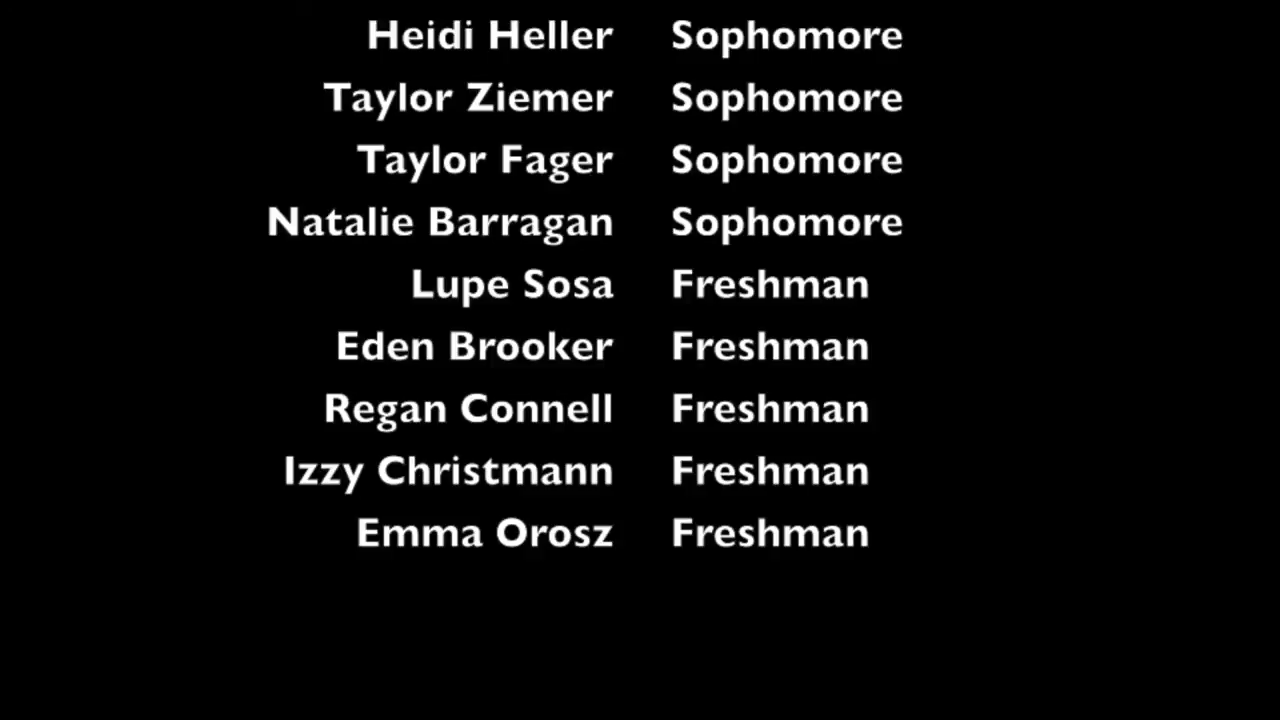 Heidi Heller Sophomore
Taylor Ziemer Sophomore
Taylor Fager Sophomore
Natalie Barragan Sophomore
Lupe Sosa Freshman
Eden Brooker Freshman
Regan Connell Freshman
Izzy Christmann Freshman
Emma Orosz Freshman